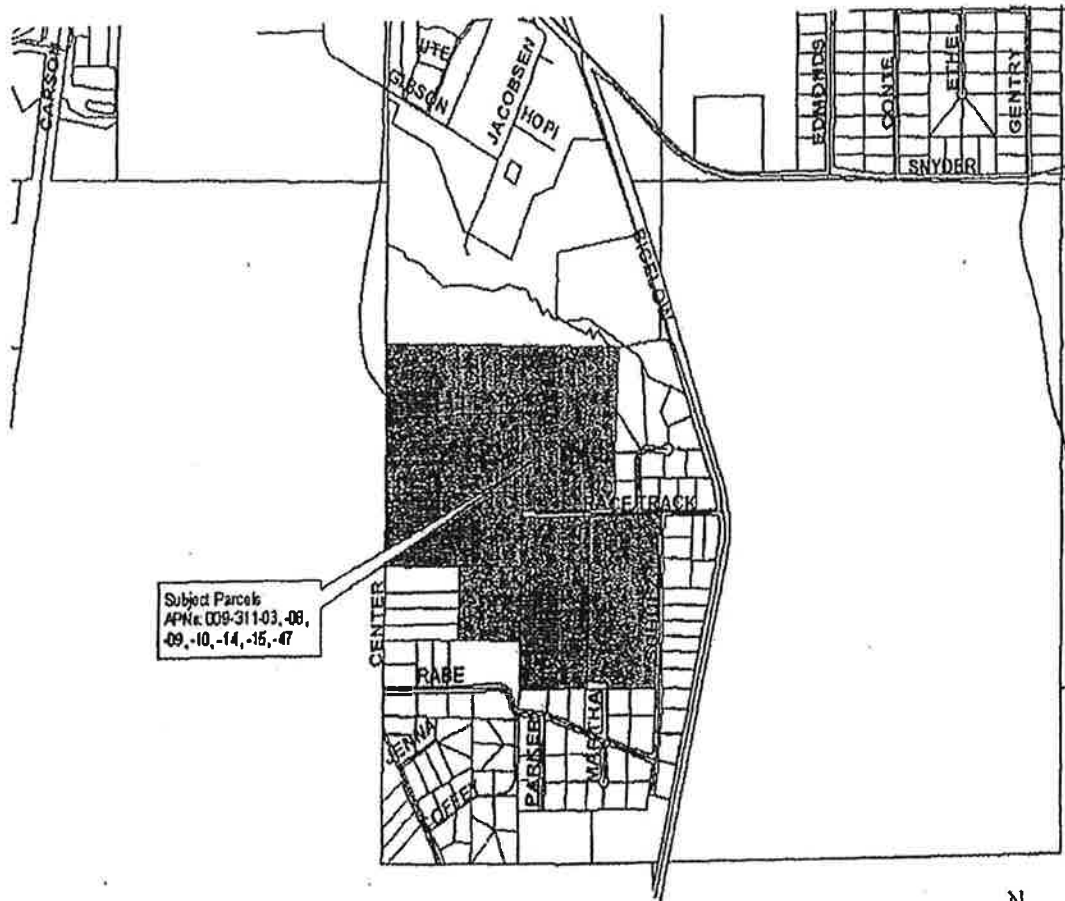 CARSON
UTE
GIBSON
JACOBSEN
HOPI
EDMONDS
CONTE
ETHEL
GENTRY
SNYDER
BIGELOW
RACE TRACK
Subject Parcels
APNs: 009-311-03, -08,
-09, -10, -14, -15, -47
CENTER
RABE
JENNA
PARKER
MARTHA
N